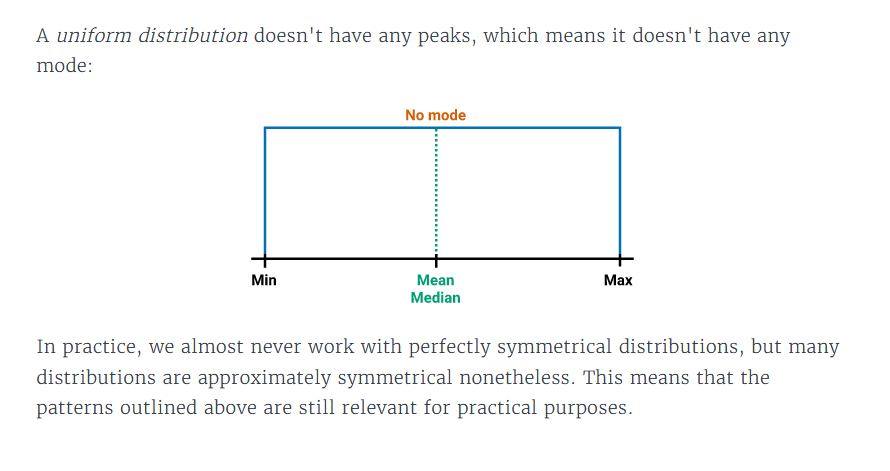 A uniform distribution doesn't have any peaks, which means it doesn't have any
mode:
No mode
Min
Mean
Median
Max
In practice, we almost never work with perfectly symmetrical distributions, but many
distributions are approximately symmetrical nonetheless. This means that the
patterns outlined above are still relevant for practical purposes.